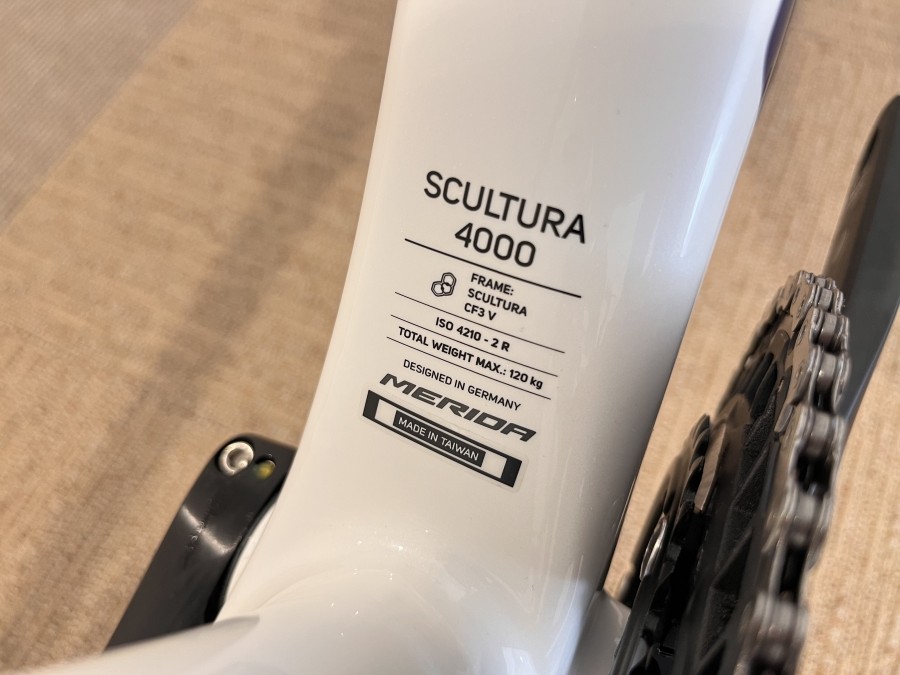 SCULTURA
4000
FRAME:
SCULTURA
CF3 V
ISO 4210 - 2 R
TOTAL WEIGHT MAX.: 120 kg
DESIGNED IN GERMANY
MERIDA
MADE IN TAIWAN